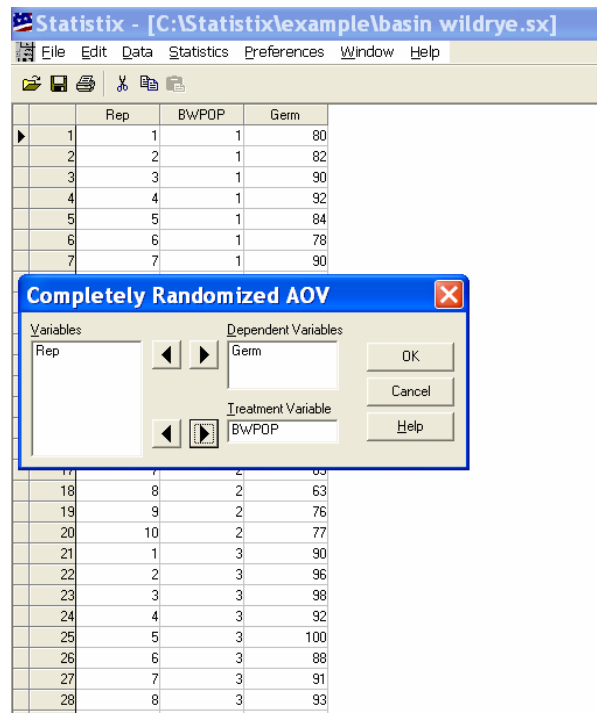 Statistix - [C:\Statistix\example\basin wildrye.sx]
File Edit Data Statistics Preferences Window Help
Rep BWPOP Germ
1 1 1 80
2 2 1 82
3 3 1 90
4 4 1 92
5 5 1 84
6 6 1 78
7 7 1 90
Completely Randomized AOV
Variables Dependent Variables
Rep Germ OK
Cancel
Treatment Variable
BWPOP Help
18 8 2 63
19 9 2 76
20 10 2 77
21 1 3 90
22 2 3 96
23 3 3 98
24 4 3 92
25 5 3 100
26 6 3 88
27 7 3 91
28 8 3 93